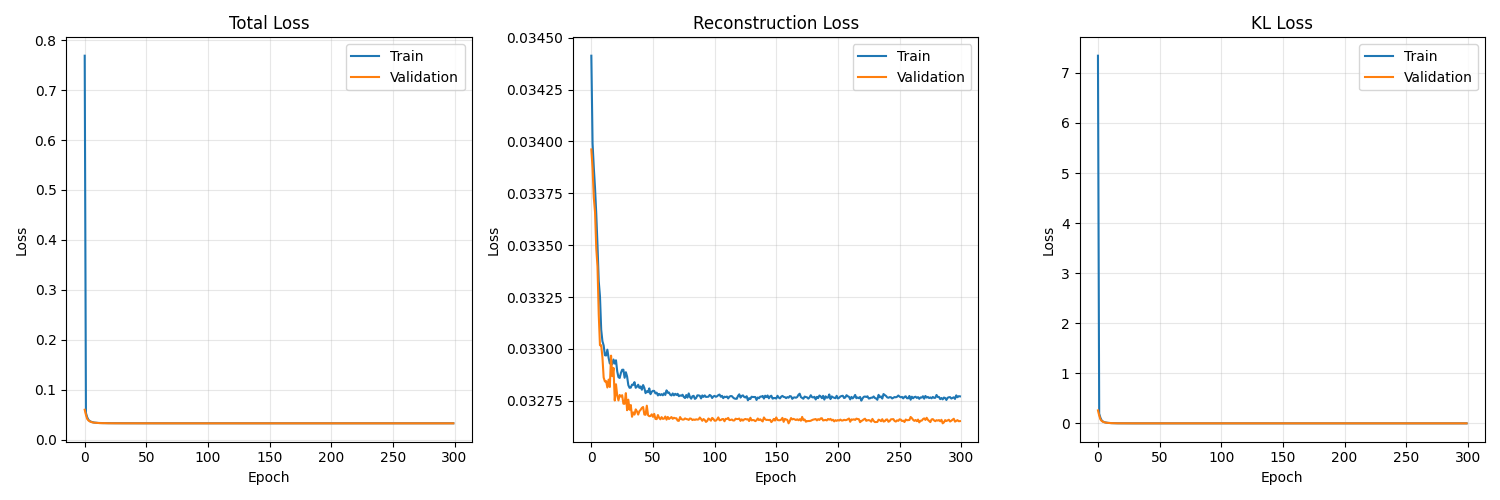 Total Loss
0.8
0.7
0.6
0.5
0.4
0.3
0.2
0.1
0.0
Loss
0 50 100 150 200 250 300
Epoch
Train
Validation
Reconstruction Loss
0.03450
0.03425
0.03400
0.03375
0.03350
0.03325
0.03300
0.03275
Loss
0 50 100 150 200 250 300
Epoch
Train
Validation
KL Loss
7
6
5
4
3
2
1
0
Loss
0 50 100 150 200 250 300
Epoch
Train
Validation